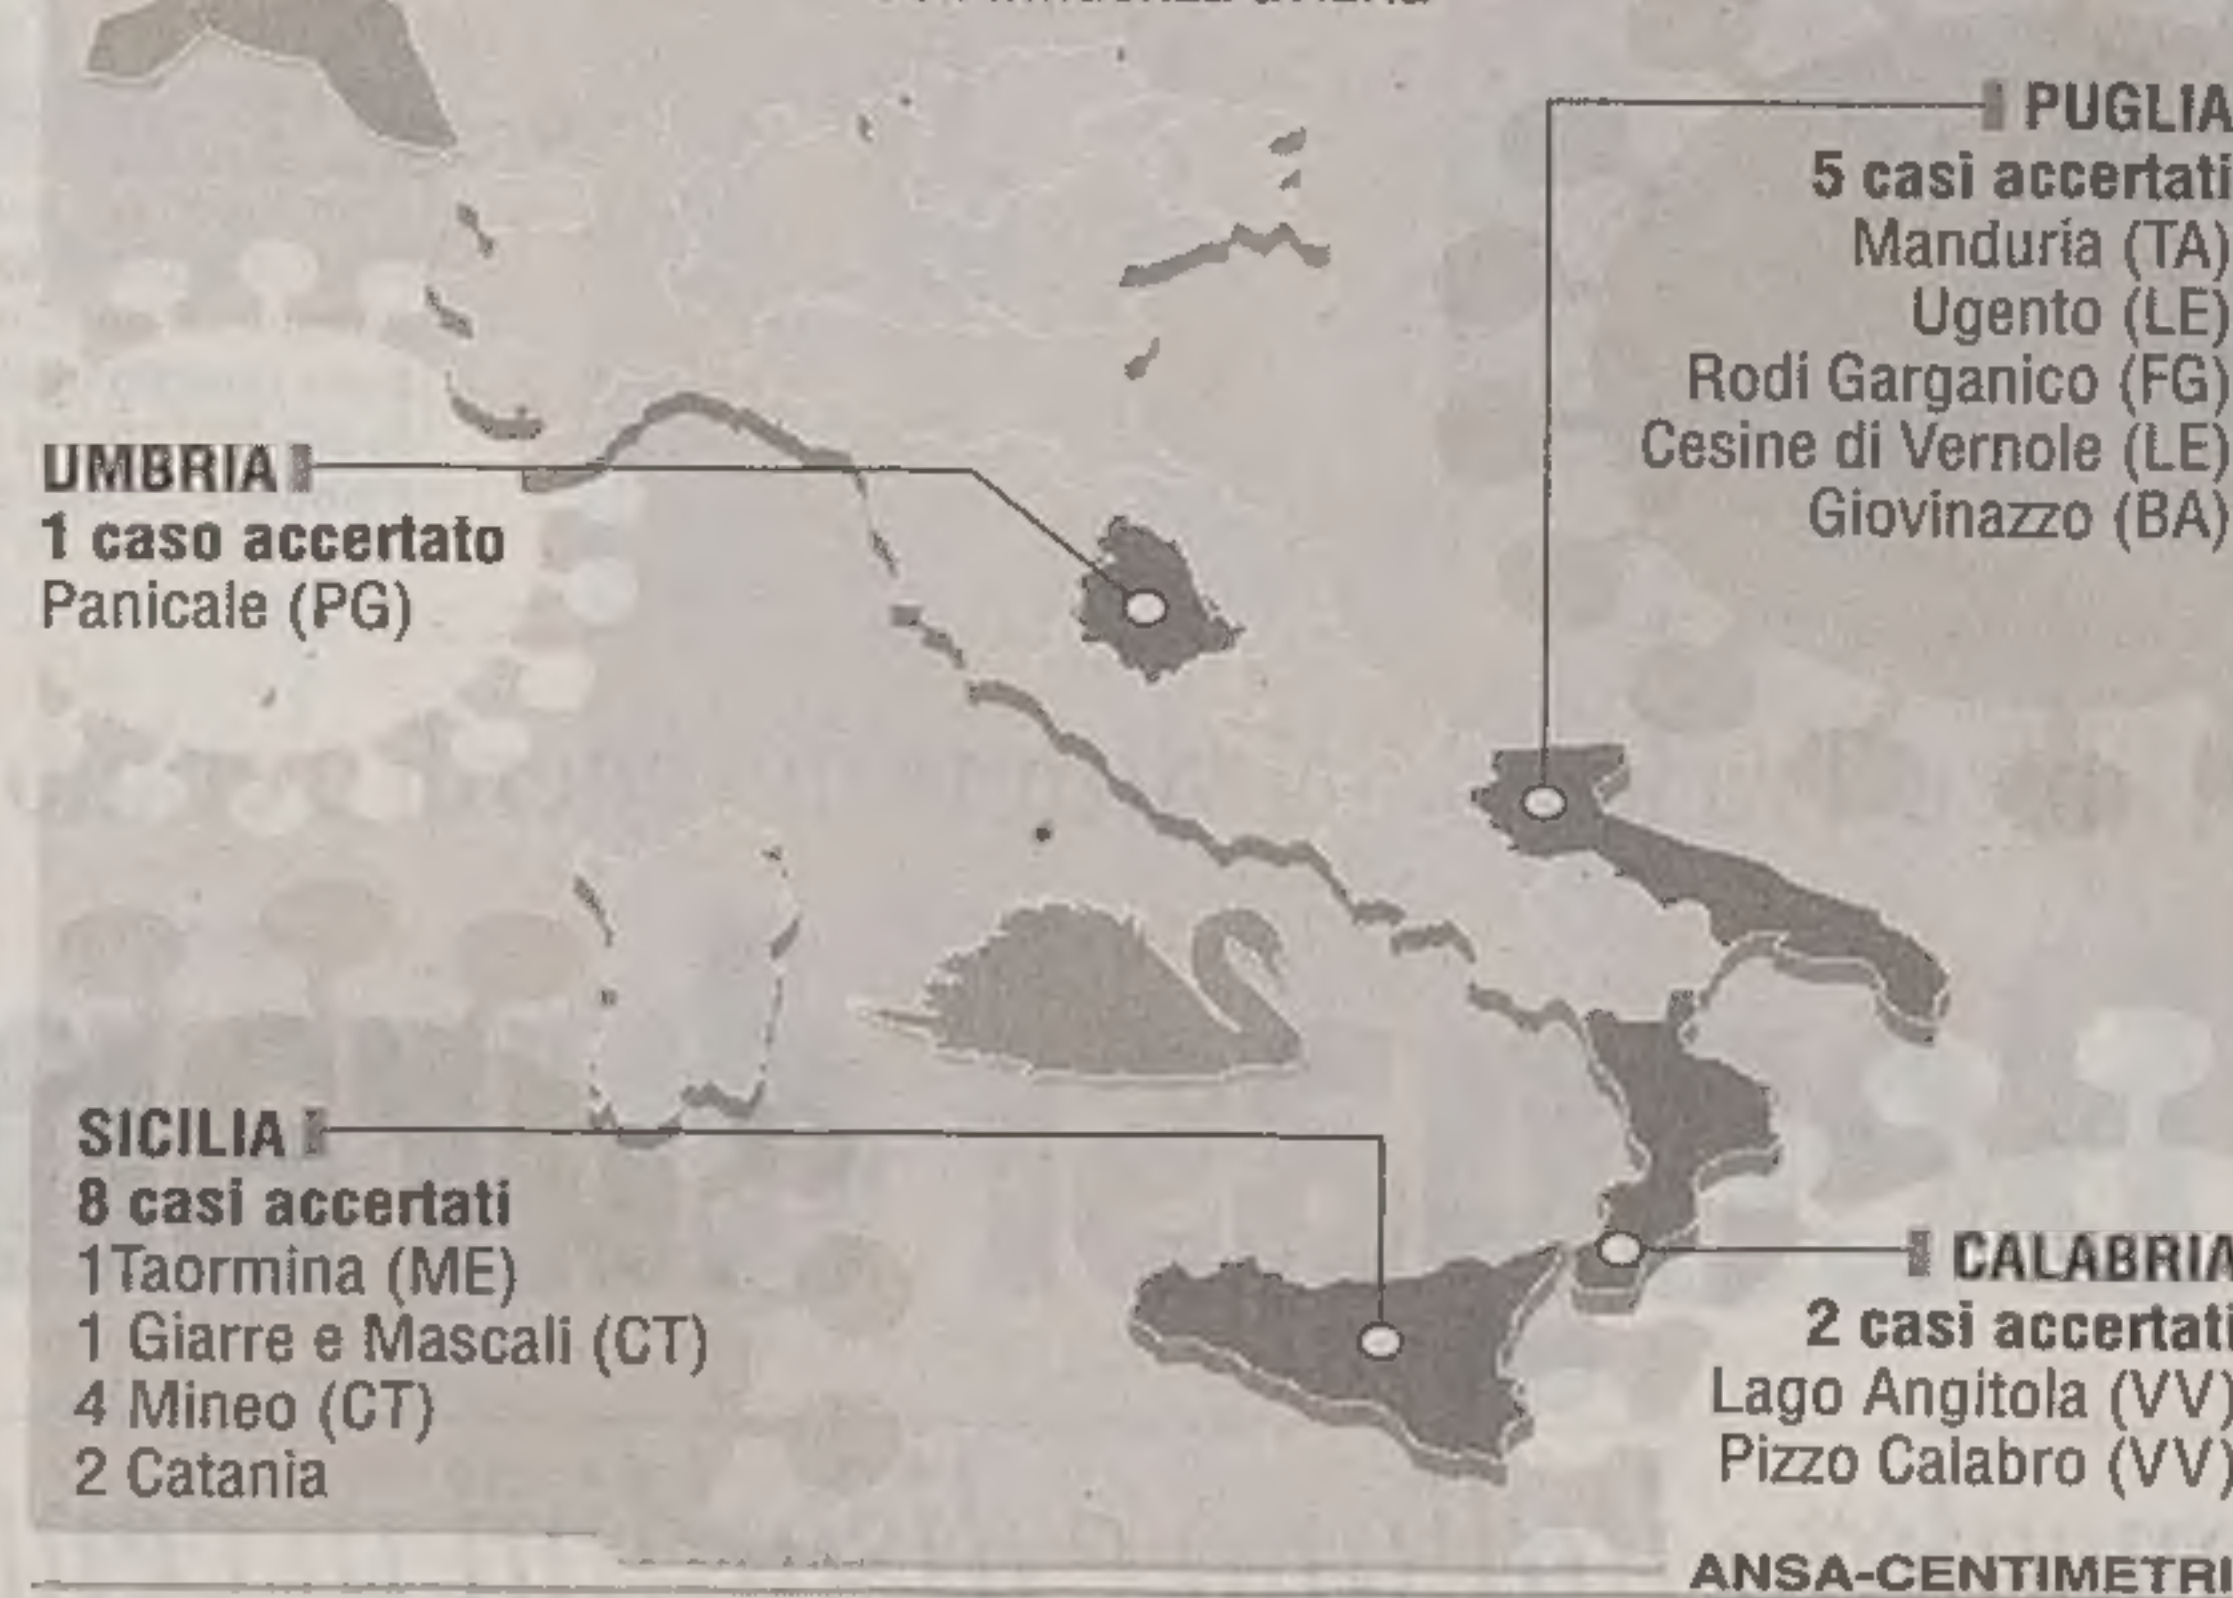 PUGLIA
5 casi accertati
Manduria (TA)
Ugento (LE)
Rodi Garganico (FG)
Cesine di Vernole (LE)
Giovinazzo (BA)
UMBRIA
1 caso accertato
Panicale (PG)
SICILIA
8 casi accertati
1 Taormina (ME)
1 Giarre e Mascali (CT)
4 Mineo (CT)
2 Catania
CALABRIA
2 casi accertati
Lago Angitola (VV)
Pizzo Calabro (VV)
ANSA-CENTIMETRI